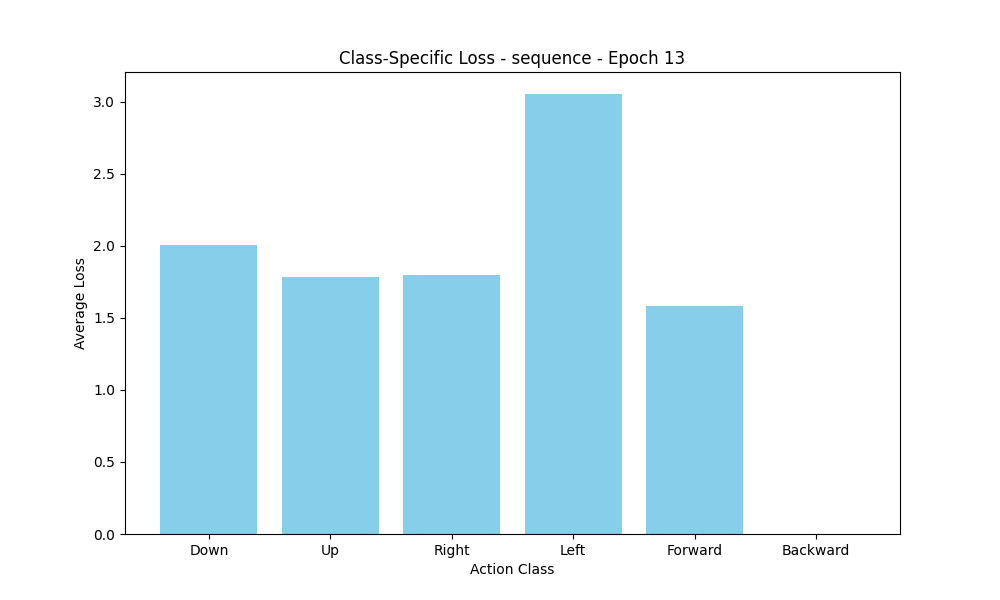 Class-Specific Loss - sequence - Epoch 13
3.0
2.5
2.0
1.5
1.0
0.5
0.0
Average Loss
Down Up Right Left Forward Backward
Action Class